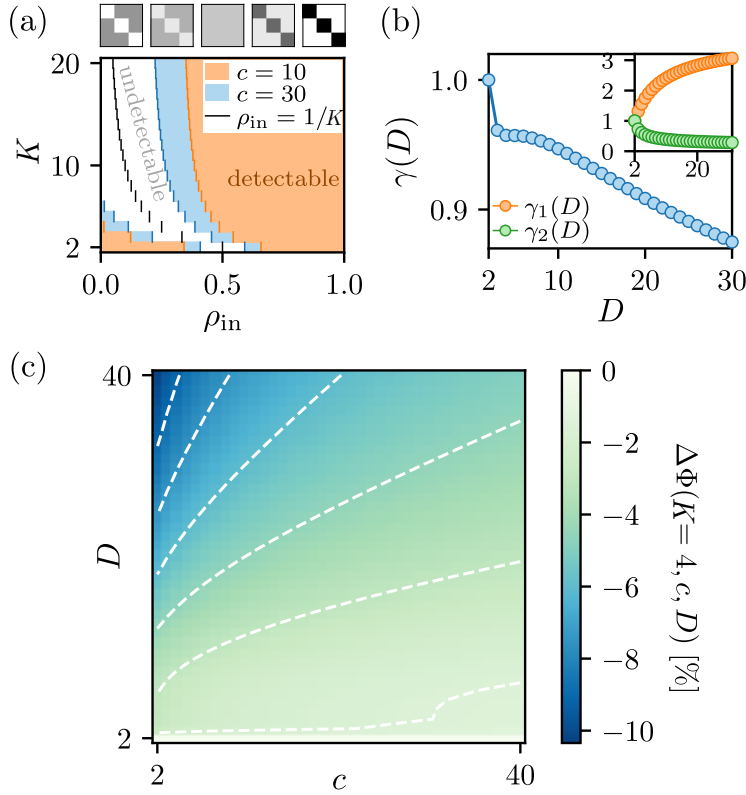 (a)
20
10
2
K
undetectable
c = 10
c = 30
ρin = 1/K
detectable
0.0
0.5
1.0
ρin
(b)
1.0
0.9
γ(D)
3
2
1
0
2
20
γ1(D)
γ2(D)
2
10
20
30
D
(c)
40
2
D
2
40
c
0
−2
−4
−6
−8
−10
ΔΦ(K = 4, c, D) [%]